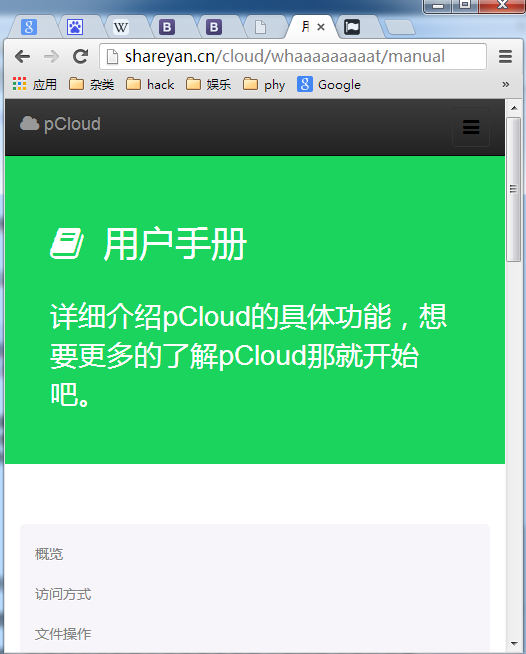 shareyan.cn/cloud/whaaaaaaaaat/manual
应用 杂类 hack 娱乐 phy Google »
pCloud
用户手册
详细介绍pCloud的具体功能，想
要更多的了解pCloud那就开始
吧。
概览
访问方式
文件操作